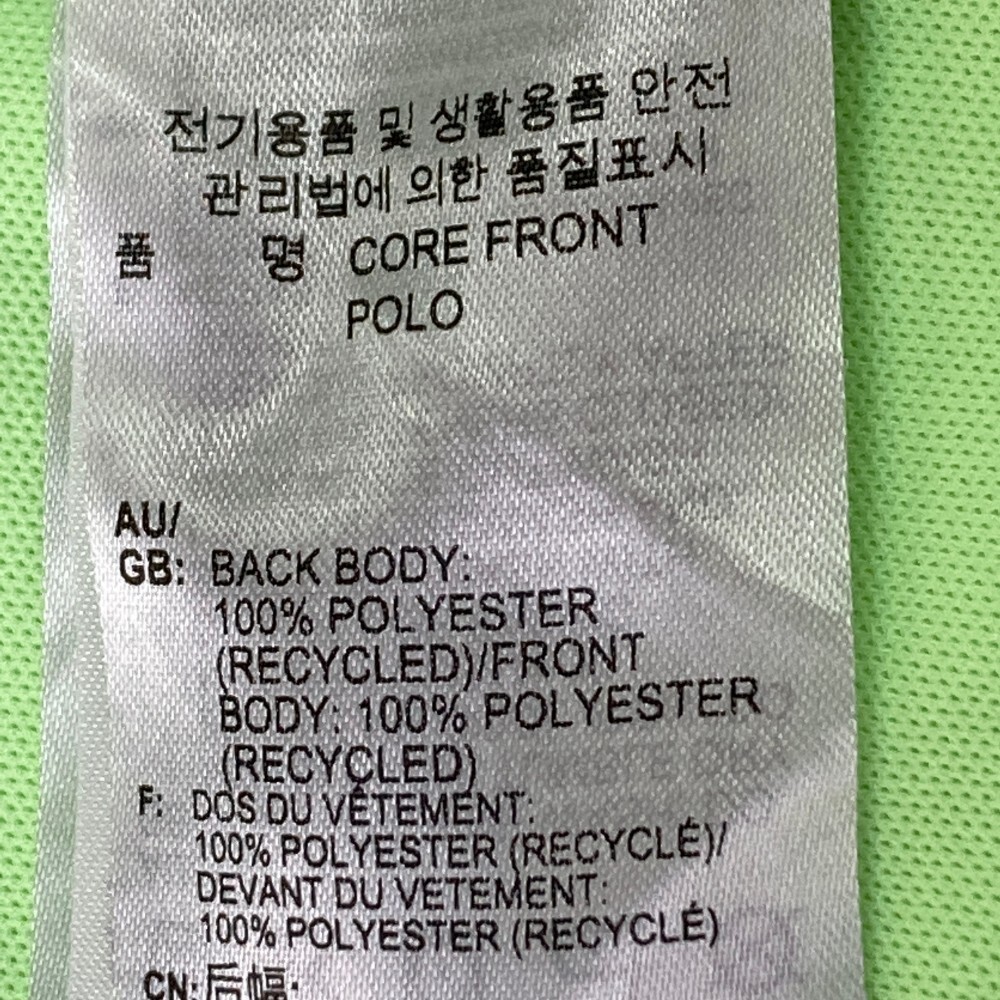 전기용품 및 생활용품 안전
관리법에 의한 품질표시
품 명 CORE FRONT
POLO
AU/
GB: BACK BODY:
100% POLYESTER
(RECYCLED)/FRONT
BODY: 100% POLYESTER
(RECYCLED)
F: DOS DU VÊTEMENT:
100% POLYESTER (RECYCLÉ)/
DEVANT DU VÊTEMENT:
100% POLYESTER (RECYCLÉ)
CN: 后幅: